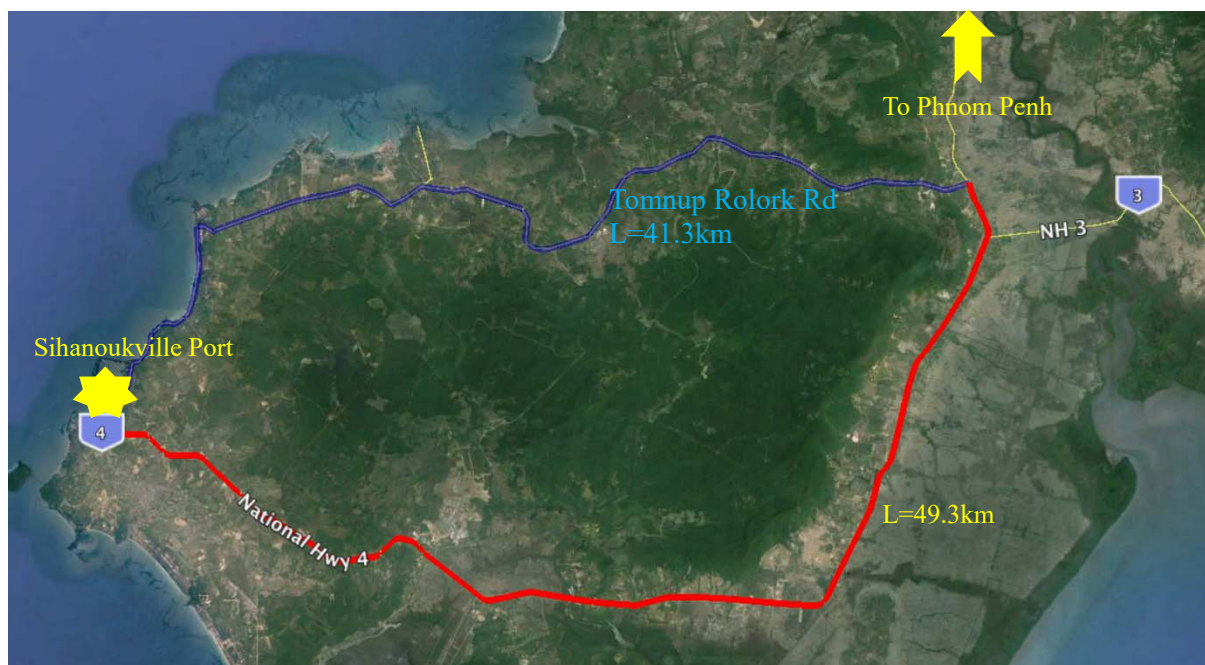 To Phnom Penh
3
Tomnup Rolork Rd
L=41.3km
NH 3
Sihanoukville Port
4
National Hwy 4
L=49.3km